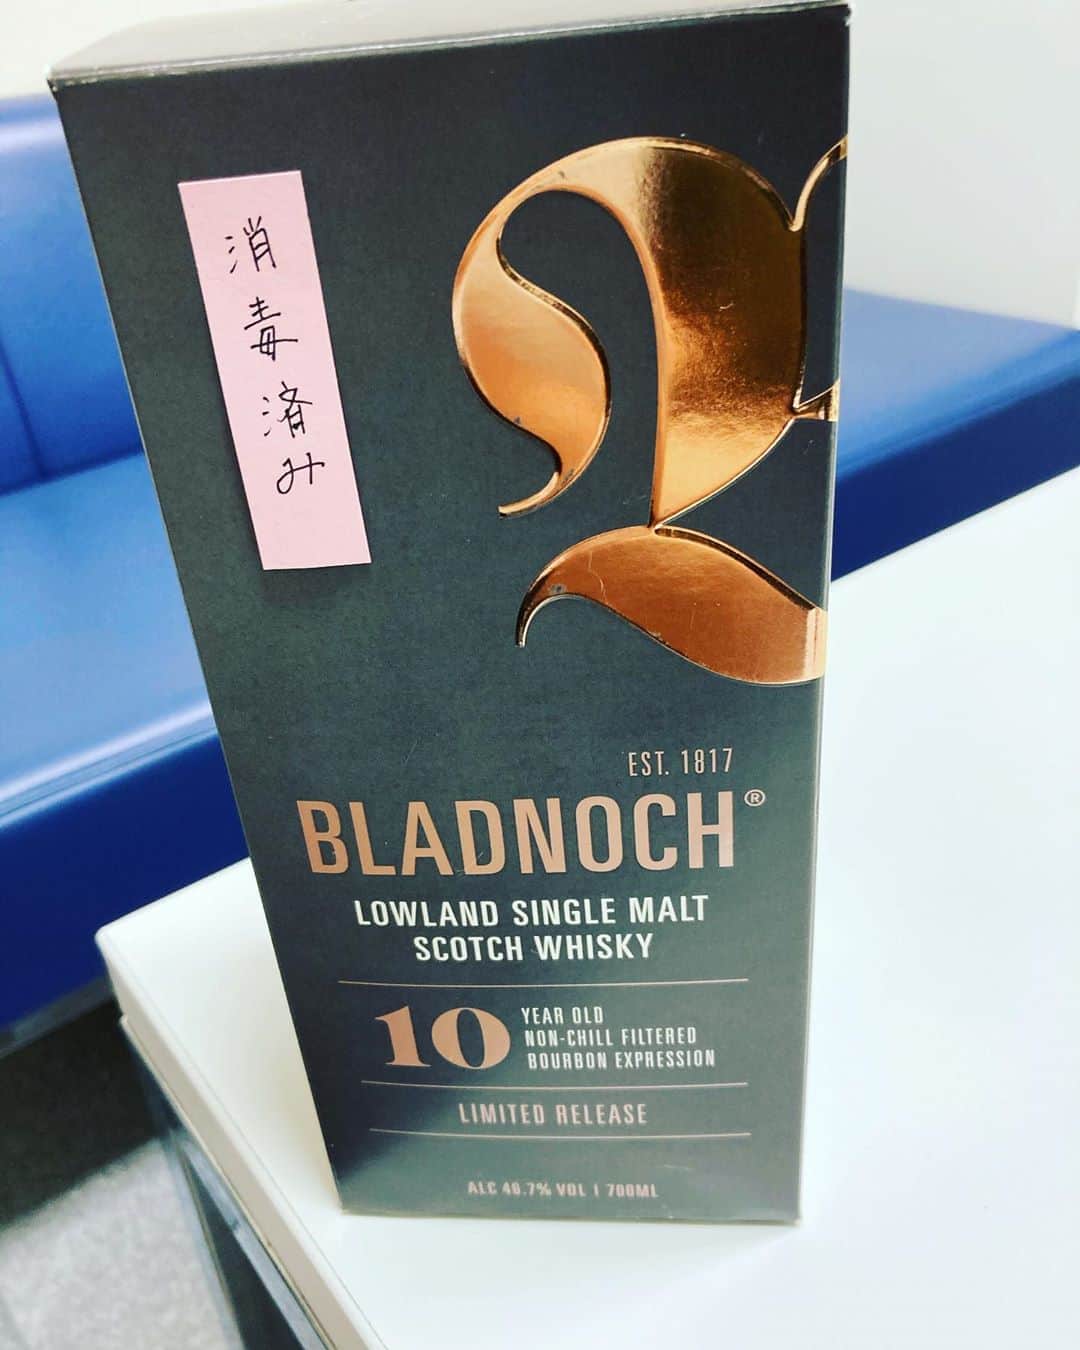 消毒済み
EST. 1817
BLADNOCH®
LOWLAND SINGLE MALT
SCOTCH WHISKY
10 YEAR OLD
NON-CHILL FILTERED
BOURBON EXPRESSION
LIMITED RELEASE
ALC 46.7% VOL | 700ML